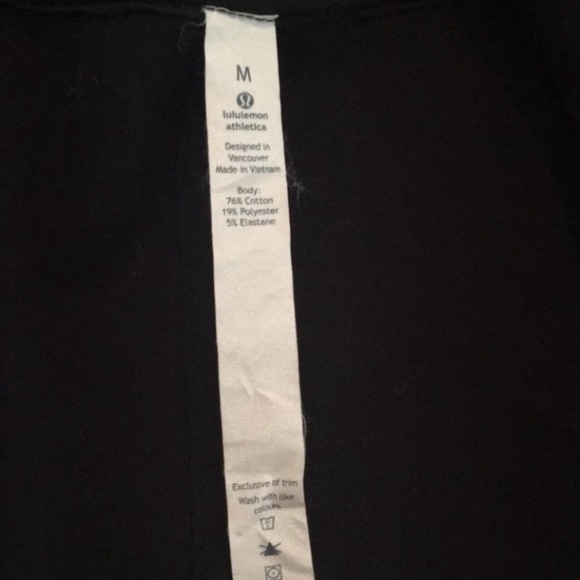 M
lululemon
athletica
Designed in
Vancouver
Made in Vietnam
Body:
76% Cotton
19% Polyester
5% Elastane
Exclusive of trim
Wash with like
colours